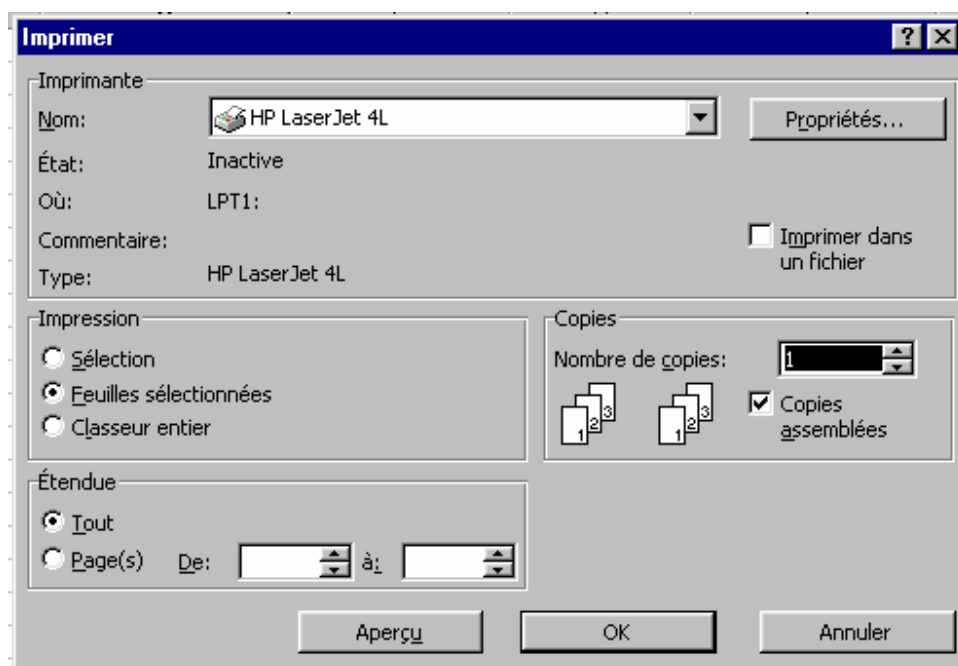 Imprimer
Imprimante
Nom: HP LaserJet 4L Propriétés...
État: Inactive
Où: LPT1:
Commentaire: Imprimer dans
un fichier
Type: HP LaserJet 4L
Impression
Sélection
Feuilles sélectionnées
Classeur entier
Copies
Nombre de copies: 1
1 2 3 1 2 3
Copies
assemblées
Étendue
Tout
Page(s) De: à:
Aperçu OK Annuler